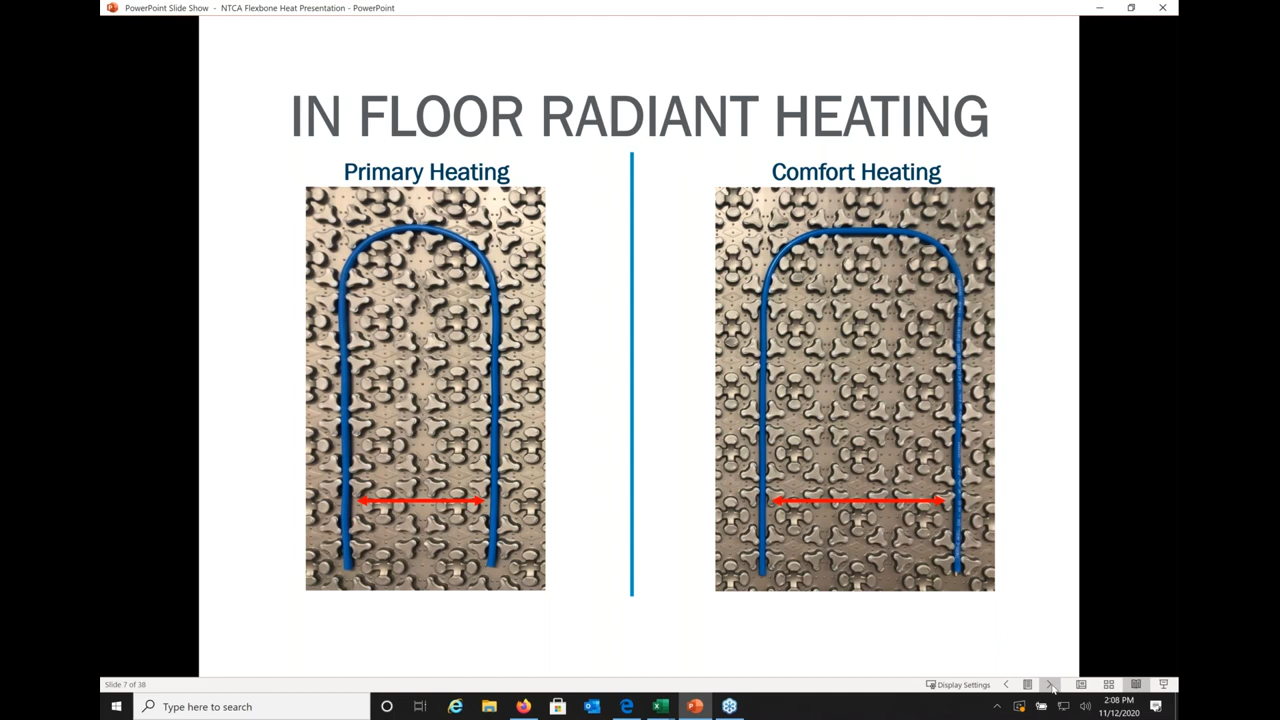 PowerPoint Slide Show - NTCA Flexbone Heat Presentation - PowerPoint
IN FLOOR RADIANT HEATING
Primary Heating
Comfort Heating
Slide 7 of 38
Display Settings
Type here to search
2:08 PM
11/12/2020